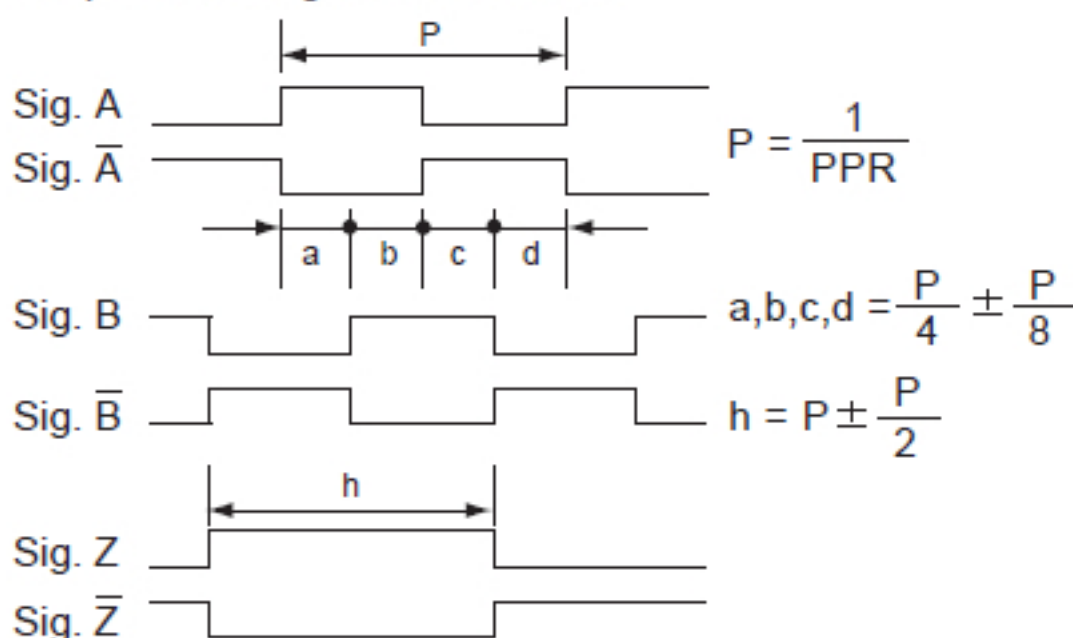 P
Sig. A
Sig. A̅
P = 1/PPR
a b c d
Sig. B
a,b,c,d = P/4 ± P/8
Sig. B̅
h = P ± P/2
h
Sig. Z
Sig. Z̅